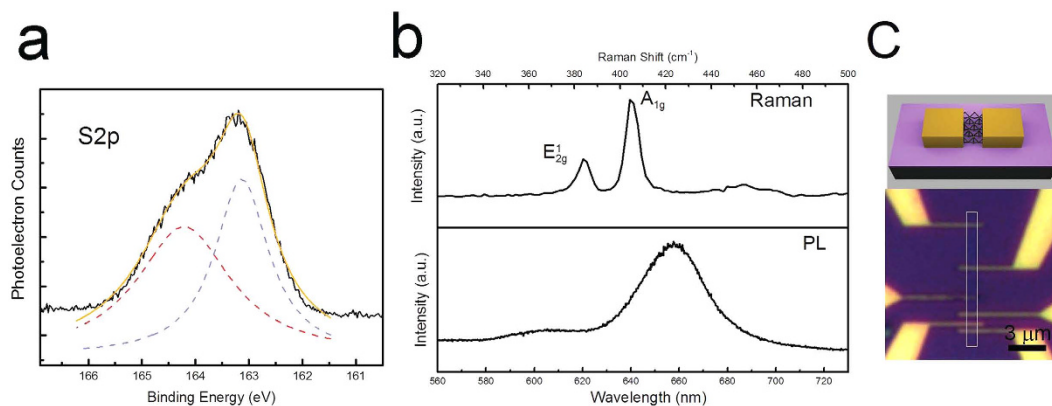 a
S2p
Photoelectron Counts
166 165 164 163 162 161
Binding Energy (eV)
b
Raman Shift (cm⁻¹)
320 340 360 380 400 420 440 460 480 500
Raman
A1g
E¹2g
Intensity (a.u.)
PL
Intensity (a.u.)
560 580 600 620 640 660 680 700 720
Wavelength (nm)
C
3 μm